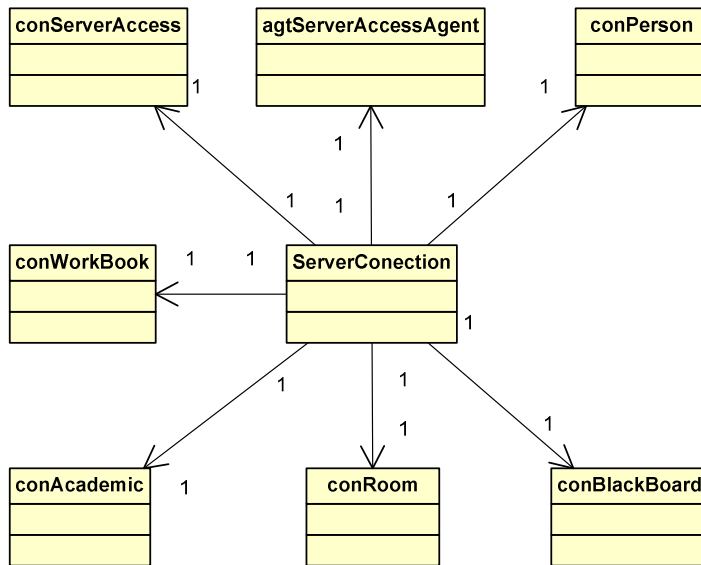 conServerAccess
agtServerAccessAgent
conPerson
1
1
1
1
1
1
conWorkBook
1
1
ServerConection
1
1
1
1
1
1
conAcademic
1
conRoom
conBlackBoard